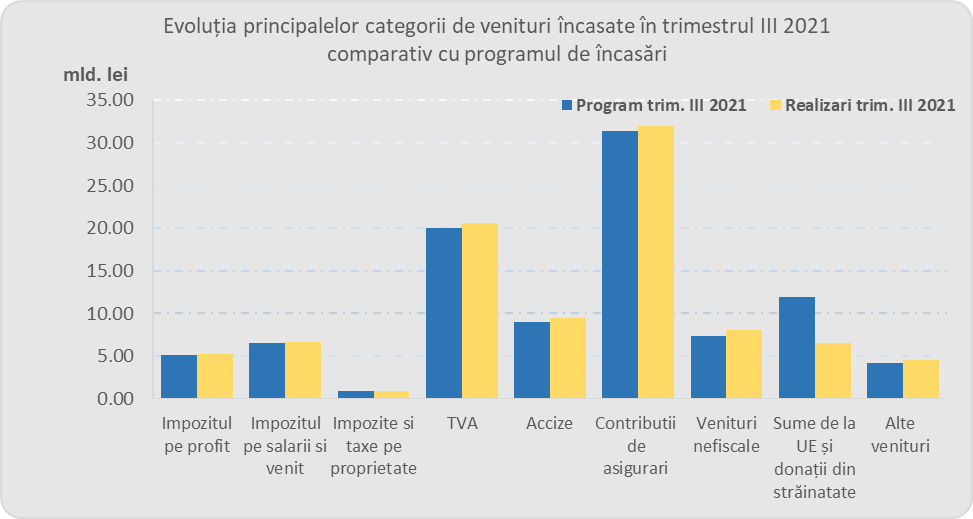 Evoluția principalelor categorii de venituri încasate în trimestrul III 2021
comparativ cu programul de încasări
mld. lei
Program trim. III 2021
Realizari trim. III 2021
35.00
30.00
25.00
20.00
15.00
10.00
5.00
0.00
Impozitul
pe profit
Impozitul
pe salarii si
venit
Impozite si
taxe pe
proprietate
TVA
Accize
Contributii
de
asigurari
Venituri
nefiscale
Sume de la
UE și
donații din
străinatate
Alte
venituri